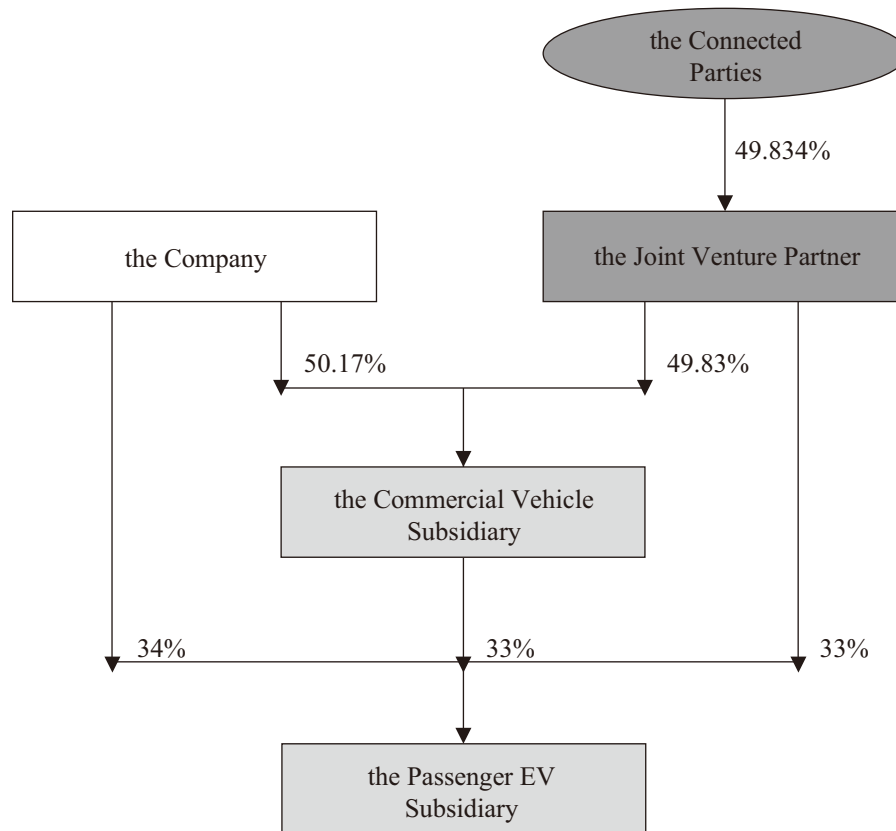 the Connected
Parties
49.834%
the Company
the Joint Venture Partner
50.17%
49.83%
the Commercial Vehicle
Subsidiary
34%
33%
33%
the Passenger EV
Subsidiary